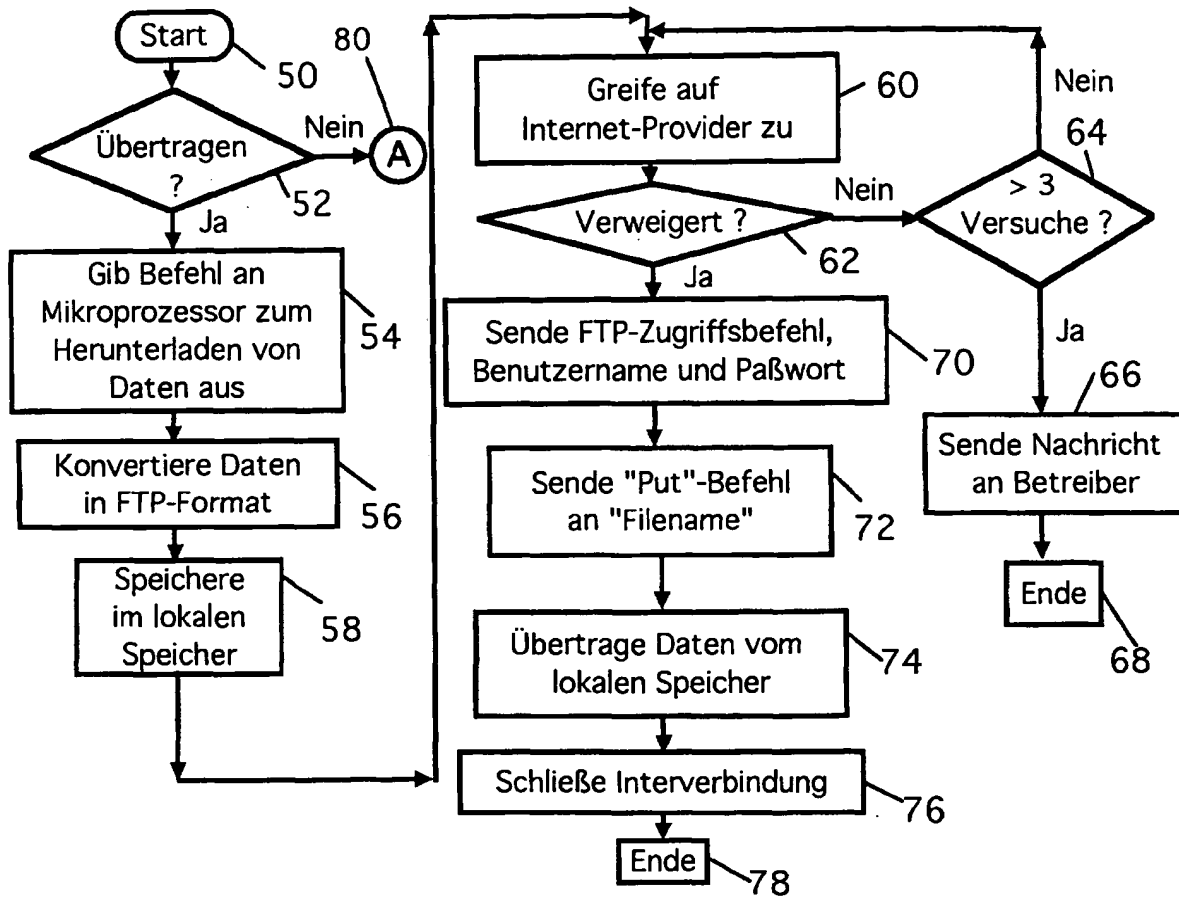 Start
50
80
Übertragen
?
Nein
A
52
Ja
Gib Befehl an
Mikroprozessor zum
Herunterladen von
Daten aus
54
Konvertiere Daten
in FTP-Format
56
Speichere
im lokalen
Speicher
58
Greife auf
Internet-Provider zu
60
Verweigert ?
Nein
62
Ja
> 3
Versuche ?
64
Nein
Ja
Sende Nachricht
an Betreiber
66
Ende
68
Sende FTP-Zugriffsbefehl,
Benutzername und Paßwort
70
Sende "Put"-Befehl
an "Filename"
72
Übertrage Daten vom
lokalen Speicher
74
Schließe Interverbindung
76
Ende
78